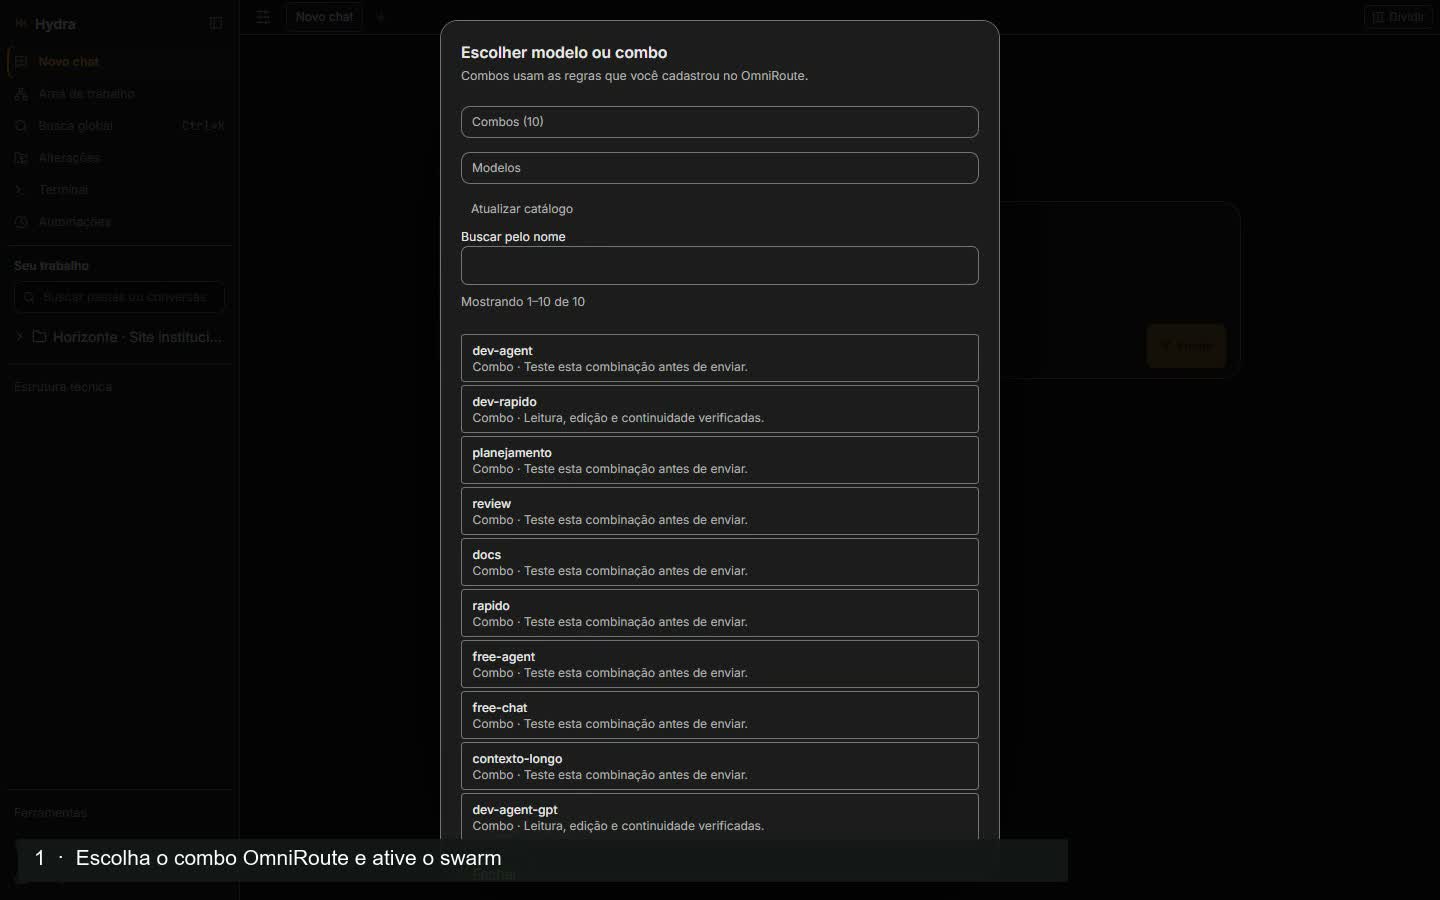 Hydra
Novo chat
Área de trabalho
Busca global Ctrl+K
Alterações
Terminal
Automações
Seu trabalho
Buscar pastas ou conversas
Horizonte · Site instituci...
Estrutura técnica
Ferramentas
Novo chat
Dividir
Escolher modelo ou combo
Combos usam as regras que você cadastrou no OmniRoute.
Combos (10)
Modelos
Atualizar catálogo
Buscar pelo nome
Mostrando 1–10 de 10
dev-agent
Combo · Teste esta combinação antes de enviar.
dev-rapido
Combo · Leitura, edição e continuidade verificadas.
planejamento
Combo · Teste esta combinação antes de enviar.
review
Combo · Teste esta combinação antes de enviar.
docs
Combo · Teste esta combinação antes de enviar.
rapido
Combo · Teste esta combinação antes de enviar.
free-agent
Combo · Teste esta combinação antes de enviar.
free-chat
Combo · Teste esta combinação antes de enviar.
contexto-longo
Combo · Teste esta combinação antes de enviar.
dev-agent-gpt
Combo · Leitura, edição e continuidade verificadas.
Fechar
Enviar
1 · Escolha o combo OmniRoute e ative o swarm